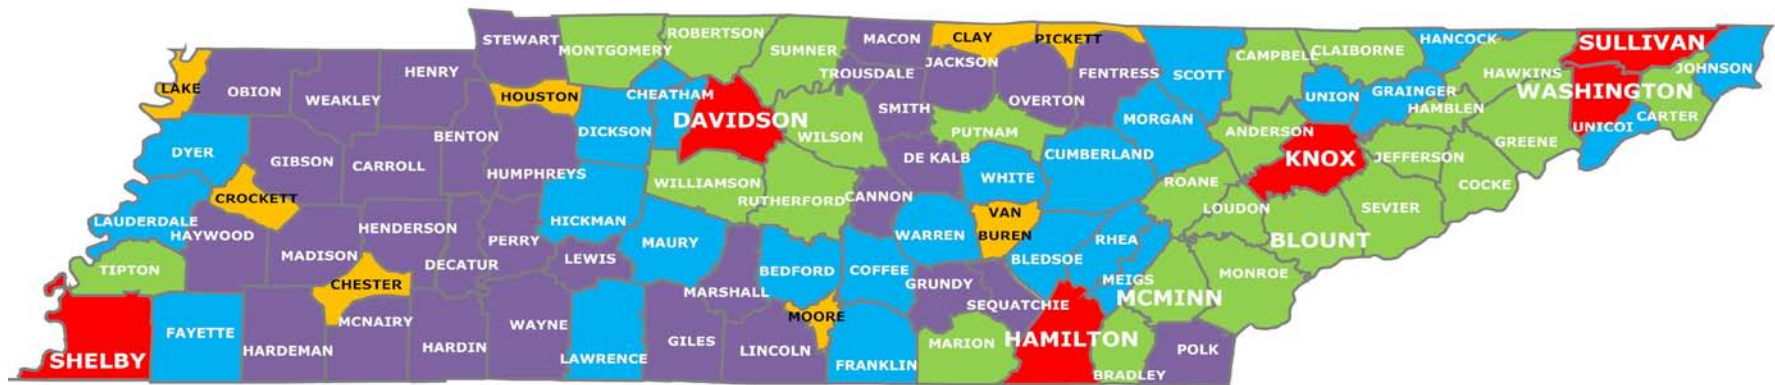 STEWART
MONTGOMERY
ROBERTSON
SUMNER
MACON
CLAY
PICKETT
JACKSON
TROUSDALE
FENTRESS
SCOTT
CAMPBELL
CLAIBORNE
HANCOCK
SULLIVAN
JOHNSON
HAWKINS
WASHINGTON
CARTER
UNICOI
LAKE
OBION
WEAKLEY
HENRY
HOUSTON
CHEATHAM
DAVIDSON
WILSON
SMITH
OVERTON
PUTNAM
MORGAN
UNION
GRAINGER
HAMBLEN
GREENE
ANDERSON
KNOX
JEFFERSON
COCKE
DYER
GIBSON
CARROLL
BENTON
HUMPHREYS
DICKSON
DE KALB
WHITE
CUMBERLAND
ROANE
LOUDON
SEVIER
BLOUNT
LAUDERDALE
CROCKETT
HAYWOOD
MADISON
HENDERSON
DECATUR
PERRY
HICKMAN
LEWIS
WILLIAMSON
RUTHERFORD
CANNON
MAURY
WARREN
VAN
BUREN
BLEDSOE
RHEA
MEIGS
MCMINN
MONROE
TIPTON
CHESTER
MARSHALL
BEDFORD
COFFEE
GRUNDY
SEQUATCHIE
SHELBY
FAYETTE
HARDEMAN
MCNAIRY
HARDIN
WAYNE
LAWRENCE
GILES
LINCOLN
MOORE
FRANKLIN
MARION
HAMILTON
BRADLEY
POLK